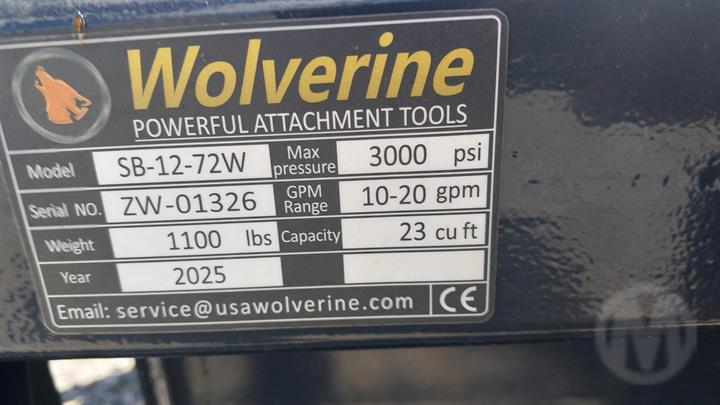 Wolverine
POWERFUL ATTACHMENT TOOLS
Model SB-12-72W Max pressure 3000 psi
Serial NO. ZW-01326 GPM Range 10-20 gpm
Weight 1100 lbs Capacity 23 cu ft
Year 2025
Email: service@usawolverine.com CE
M